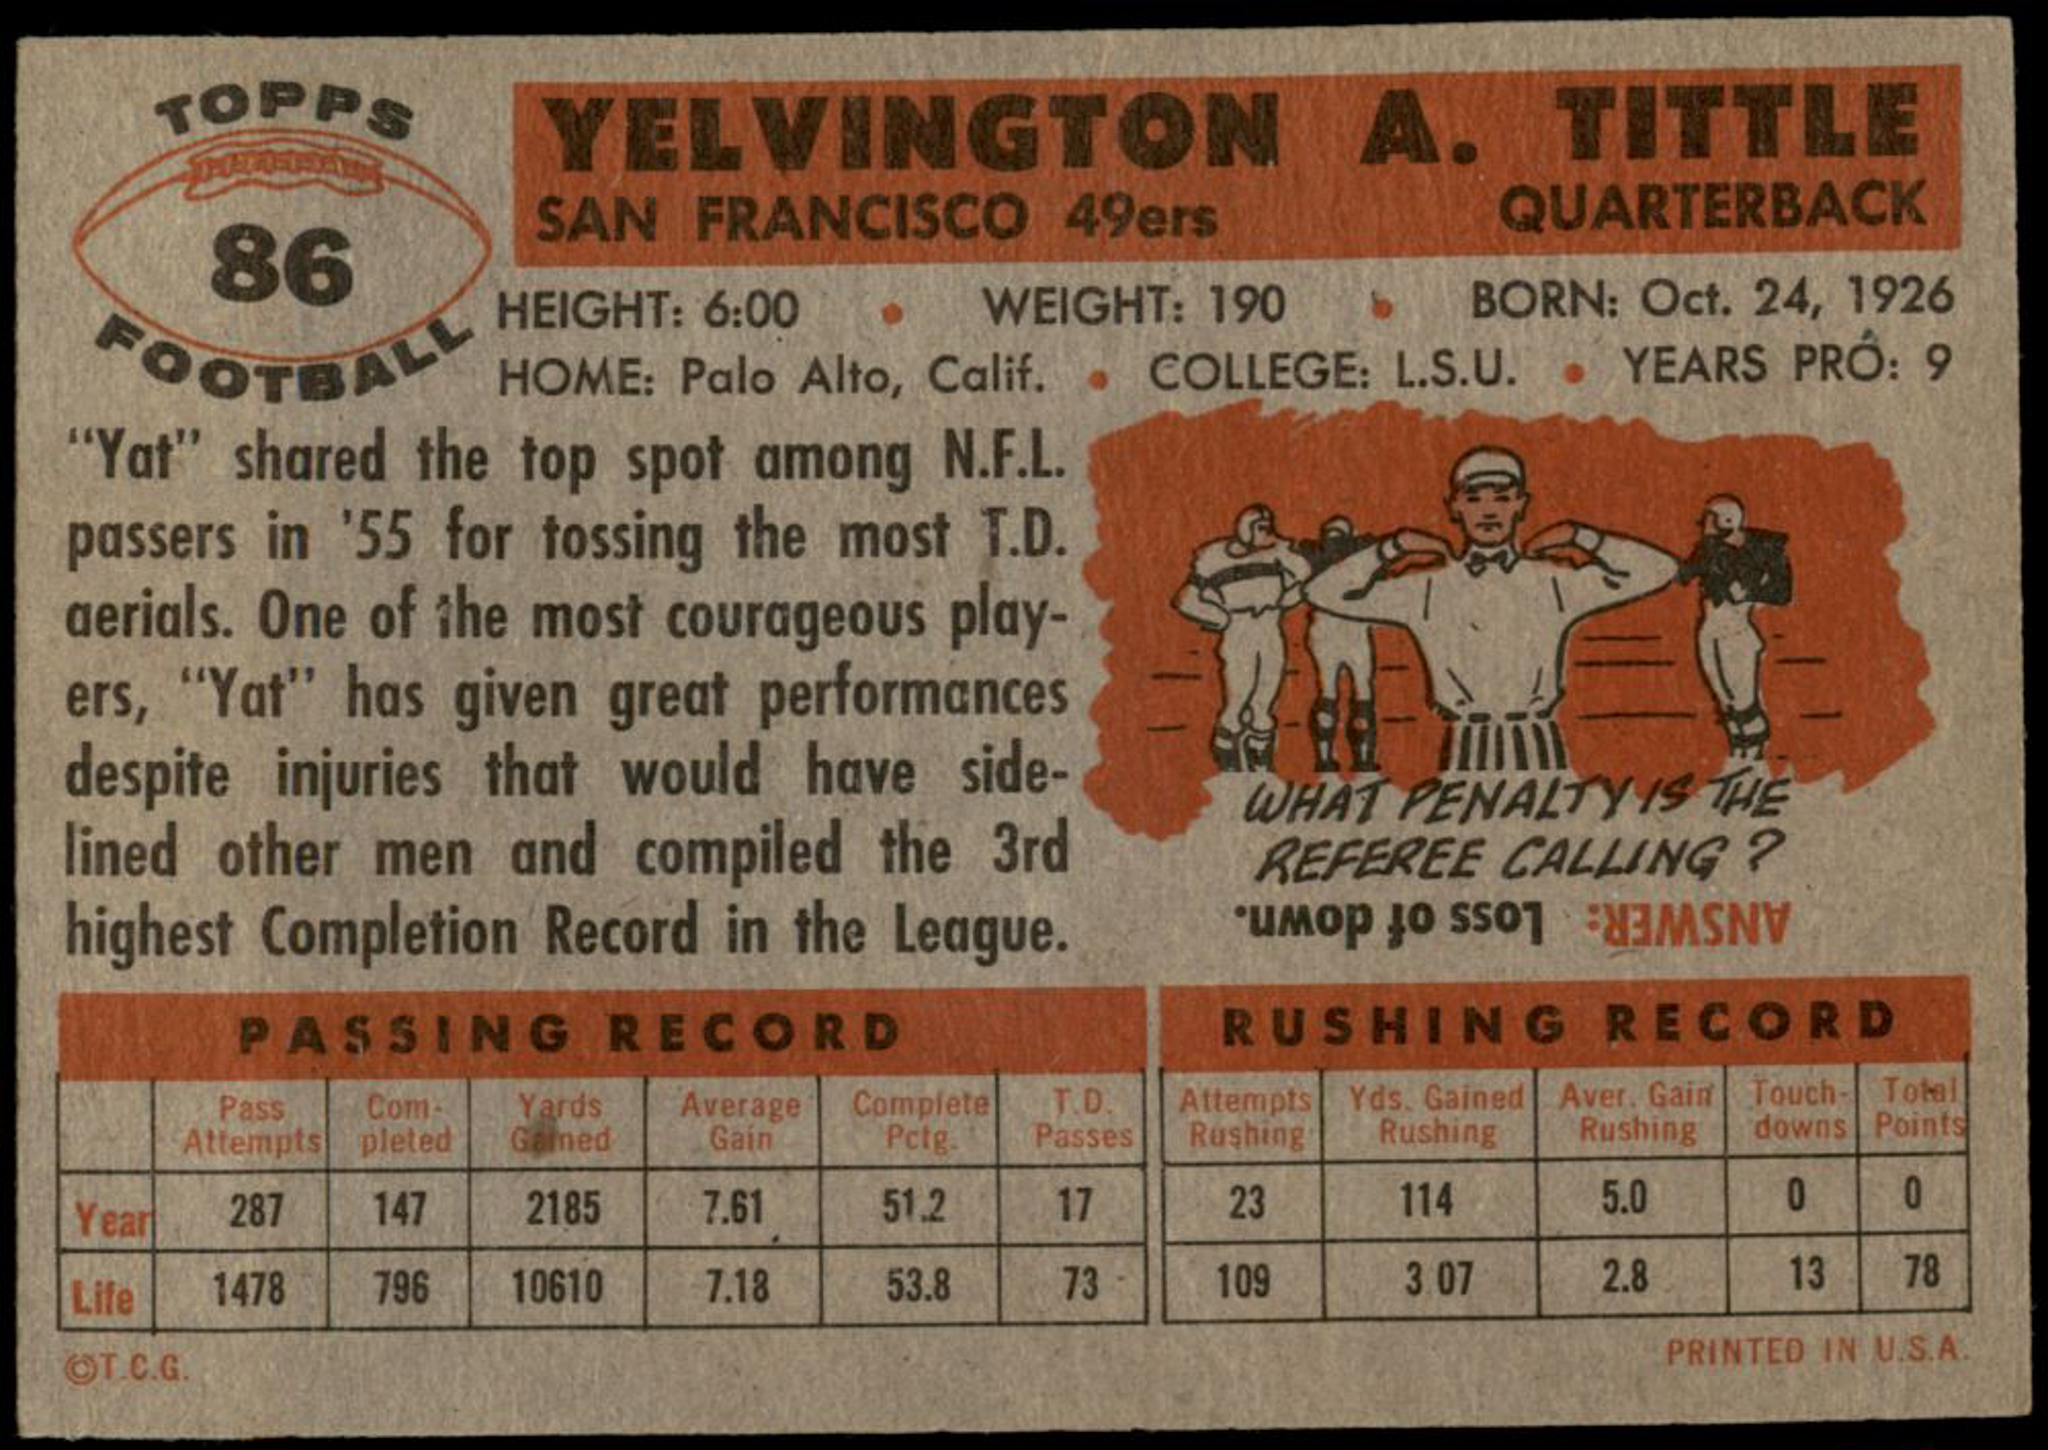 TOPPS
86
FOOTBALL
YELVINGTON A. TITTLE
SAN FRANCISCO 49ers QUARTERBACK
HEIGHT: 6:00 • WEIGHT: 190 • BORN: Oct. 24, 1926
HOME: Palo Alto, Calif. • COLLEGE: L.S.U. • YEARS PRO: 9
"Yat" shared the top spot among N.F.L.
passers in '55 for tossing the most T.D.
aerials. One of the most courageous play-
ers, "Yat" has given great performances
despite injuries that would have side-
lined other men and compiled the 3rd
highest Completion Record in the League.
WHAT PENALTY IS THE
REFEREE CALLING?
ANSWER: Loss of down.
PASSING RECORD
Pass Attempts Com-pleted Yards Gained Average Gain Complete Pctg. T.D. Passes
Year 287 147 2185 7.61 51.2 17
Life 1478 796 10610 7.18 53.8 73
RUSHING RECORD
Attempts Rushing Yds. Gained Rushing Aver. Gain Rushing Touch-downs Total Points
23 114 5.0 0 0
109 3 07 2.8 13 78
©T.C.G.
PRINTED IN U.S.A.